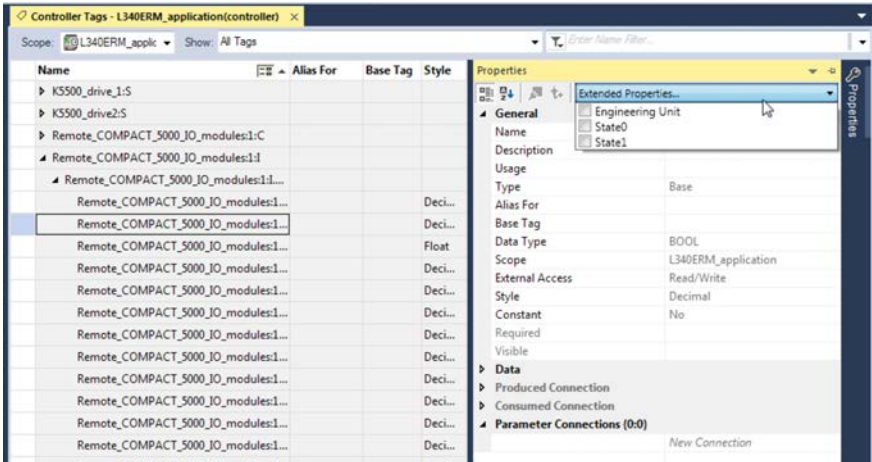 Controller Tags - L340ERM_application(controller) ×
Scope: L340ERM_applic Show: All Tags Enter Name Filter...
Name Alias For Base Tag Style
K5500_drive_1:S
K5500_drive2:S
Remote_COMPACT_5000_IO_modules:1:C
Remote_COMPACT_5000_IO_modules:1:I
Remote_COMPACT_5000_IO_modules:1:I....
Remote_COMPACT_5000_IO_modules:1... Deci...
Remote_COMPACT_5000_IO_modules:1... Deci...
Remote_COMPACT_5000_IO_modules:1... Float
Remote_COMPACT_5000_IO_modules:1... Deci...
Remote_COMPACT_5000_IO_modules:1... Deci...
Remote_COMPACT_5000_IO_modules:1... Deci...
Remote_COMPACT_5000_IO_modules:1... Deci...
Remote_COMPACT_5000_IO_modules:1... Deci...
Remote_COMPACT_5000_IO_modules:1... Deci...
Remote_COMPACT_5000_IO_modules:1... Deci...
Remote_COMPACT_5000_IO_modules:1... Deci...
Remote_COMPACT_5000_IO_modules:1... Deci...
Properties
Extended Properties...
Engineering Unit
State0
State1
General
Name
Description
Usage
Type Base
Alias For
Base Tag
Data Type BOOL
Scope L340ERM_application
External Access Read/Write
Style Decimal
Constant No
Required
Visible
Data
Produced Connection
Consumed Connection
Parameter Connections (0:0)
New Connection
Properties